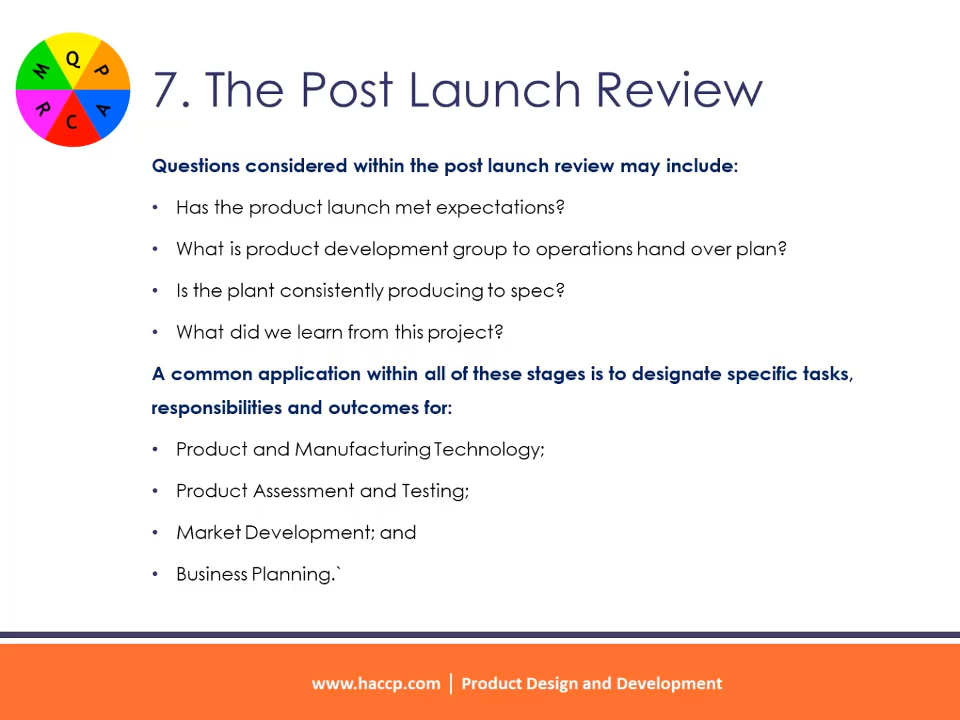 Q
P
A
C
R
M
7. The Post Launch Review
Questions considered within the post launch review may include:
• Has the product launch met expectations?
• What is product development group to operations hand over plan?
• Is the plant consistently producing to spec?
• What did we learn from this project?
A common application within all of these stages is to designate specific tasks,
responsibilities and outcomes for:
• Product and Manufacturing Technology;
• Product Assessment and Testing;
• Market Development; and
• Business Planning.`
www.haccp.com | Product Design and Development